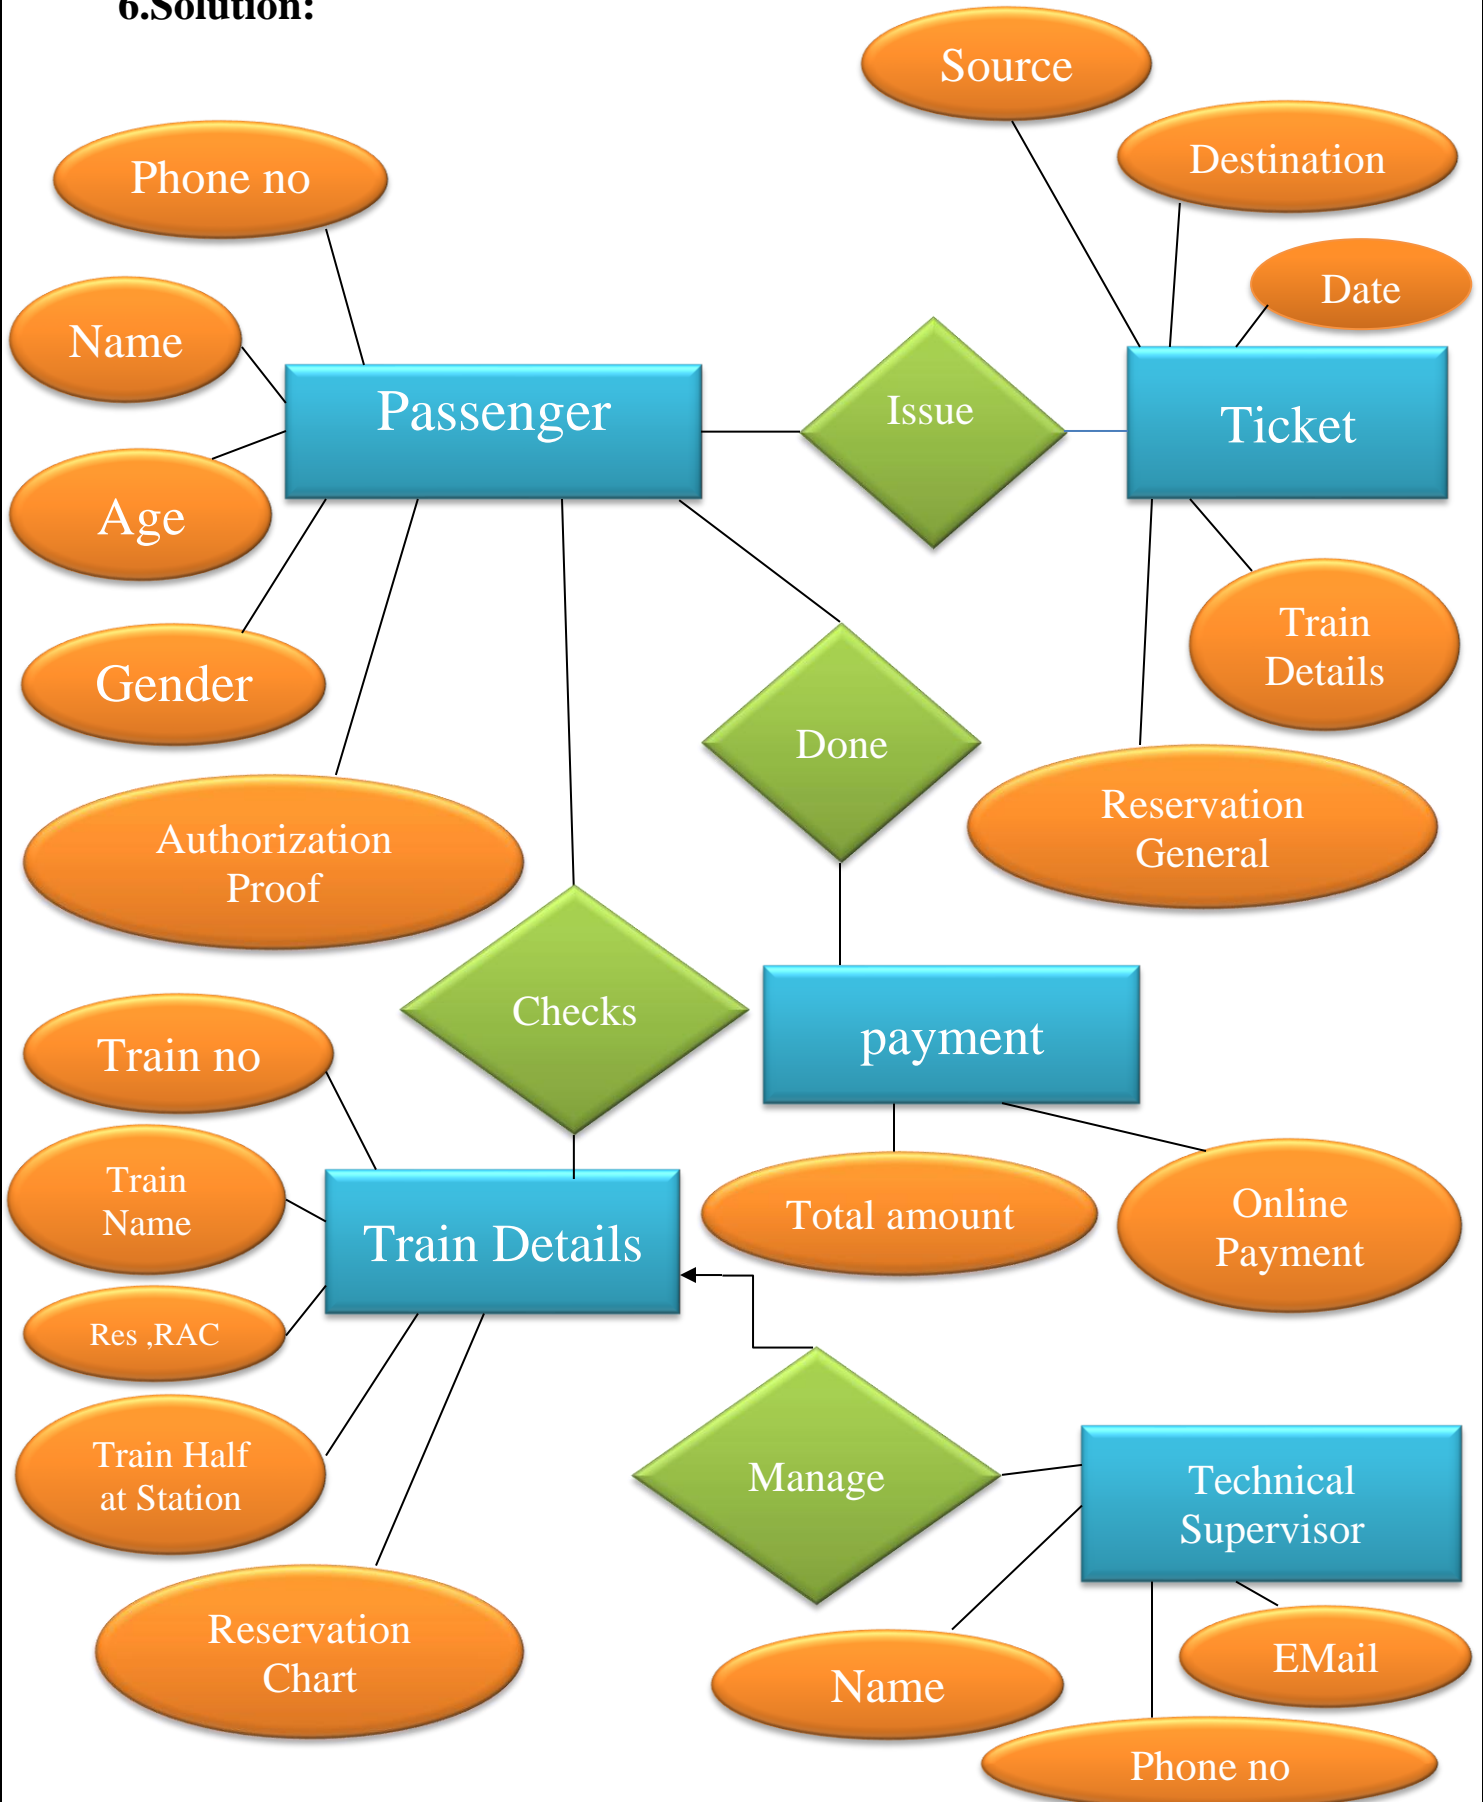 6.Solution:
Source
Destination
Phone no
Date
Name
Passenger
Issue
Ticket
Age
Train
Details
Gender
Done
Reservation
General
Authorization
Proof
Checks
payment
Train no
Train
Name
Total amount
Online
Payment
Train Details
Res ,RAC
Train Half
at Station
Manage
Technical
Supervisor
Reservation
Chart
Name
EMail
Phone no